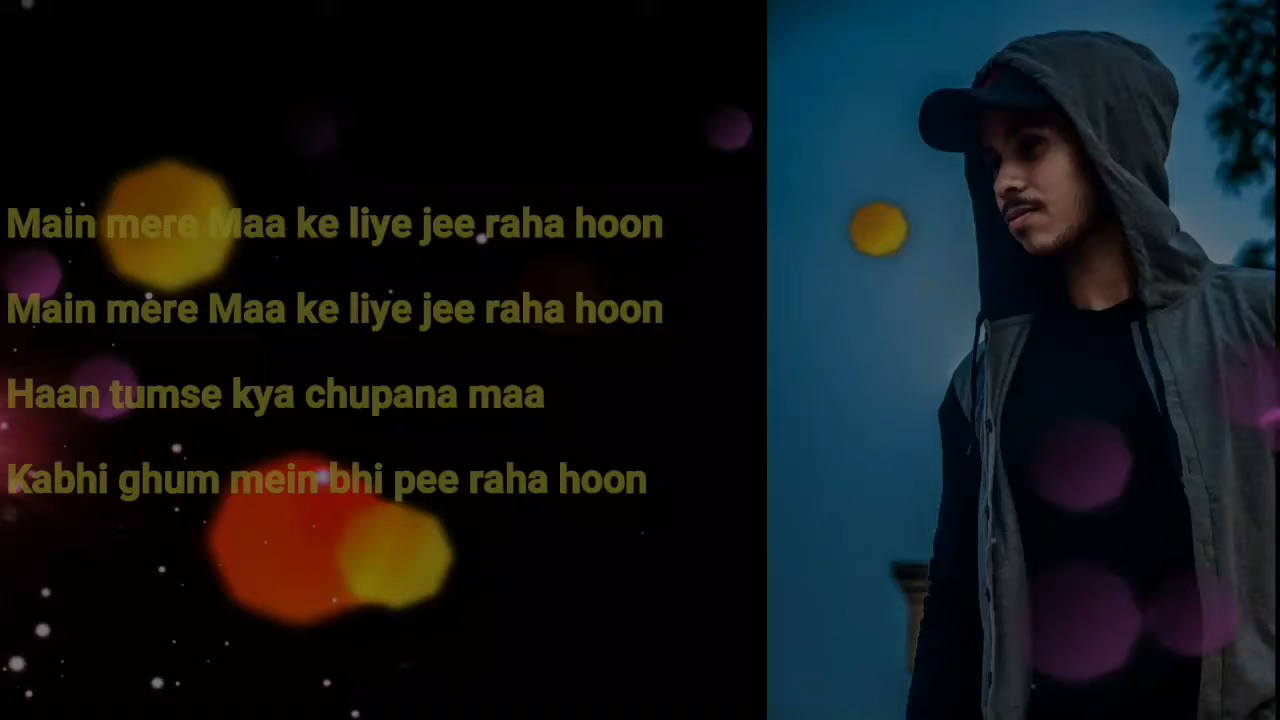 Main mere Maa ke liye jee raha hoon
Main mere Maa ke liye jee raha hoon
Haan tumse kya chupana maa
Kabhi ghum mein bhi pee raha hoon